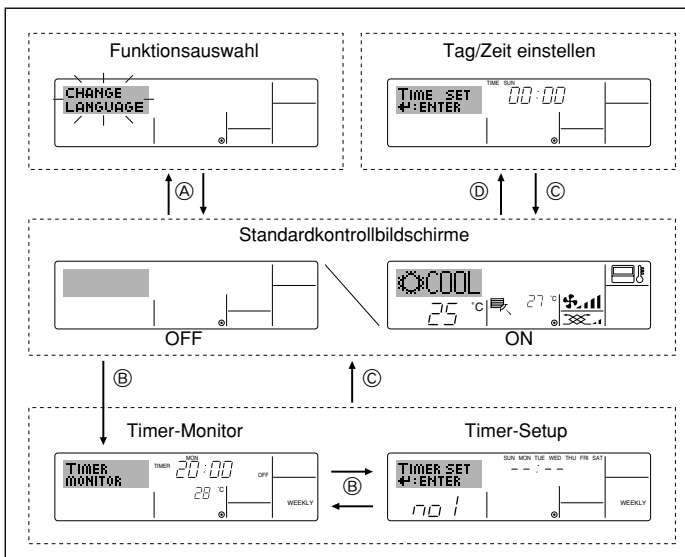 Funktionsauswahl
CHANGE
LANGUAGE
Tag/Zeit einstellen
TIME SUN
TIME SET 00:00
↵:ENTER
Ⓐ
Ⓓ
Ⓒ
Standardkontrollbildschirme
OFF
COOL
25 °C
27 °C
ON
Ⓑ
Ⓒ
Timer-Monitor
MON
TIMER
MONITOR
TIMER 20:00 OFF
28 °C
WEEKLY
Ⓑ
Timer-Setup
SUN MON TUE WED THU FRI SAT
TIMER SET --:--
↵:ENTER
no 1
WEEKLY